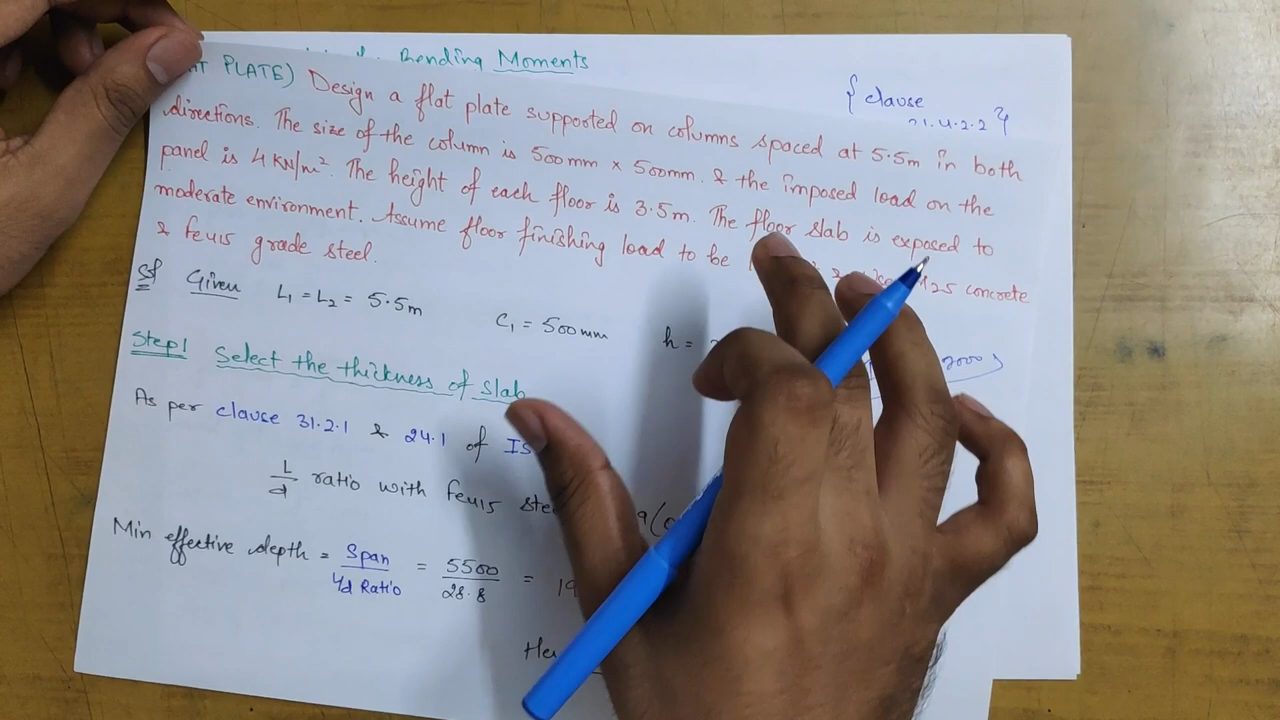 Bending Moments
{ clause
PLATE) Design a flat plate supported on columns spaced at 5.5m in both
directions. The size of the column is 500mm x 500mm. & the imposed load on the
panel is 4 KN/m². The height of each floor is 3.5m. The floor slab is exposed to
moderate environment. Assume floor finishing load to be M25 concrete
& Fe415 grade steel.
Sol Given L₁ = L₂ = 5.5m C₁ = 500mm h =
Step1 Select the thickness of slab
As per clause 31.2.1 & 24.1 of IS
L/d ratio with Fe415
Min effective depth = Span / L/d Ratio = 5500 / 28.8 =